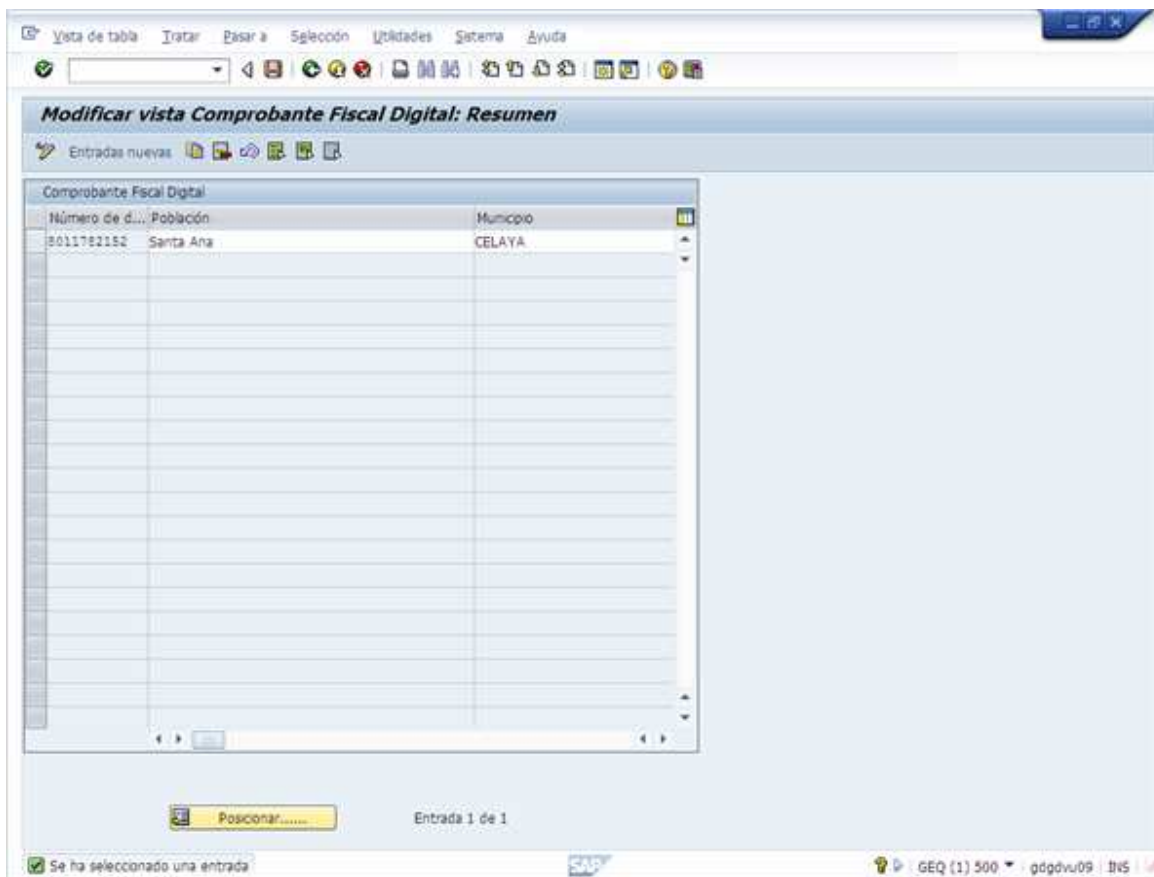 Vista de tabla Tratar Pasar a Selección Utilidades Sistema Ayuda
Modificar vista Comprobante Fiscal Digital: Resumen
Entradas nuevas
Comprobante Fiscal Digital
Número de d... Población Municipio
8011782152 Santa Ana CELAYA
Posicionar......
Entrada 1 de 1
Se ha seleccionado una entrada
SAP
GEQ (1) 500 gdgdvu09 INS